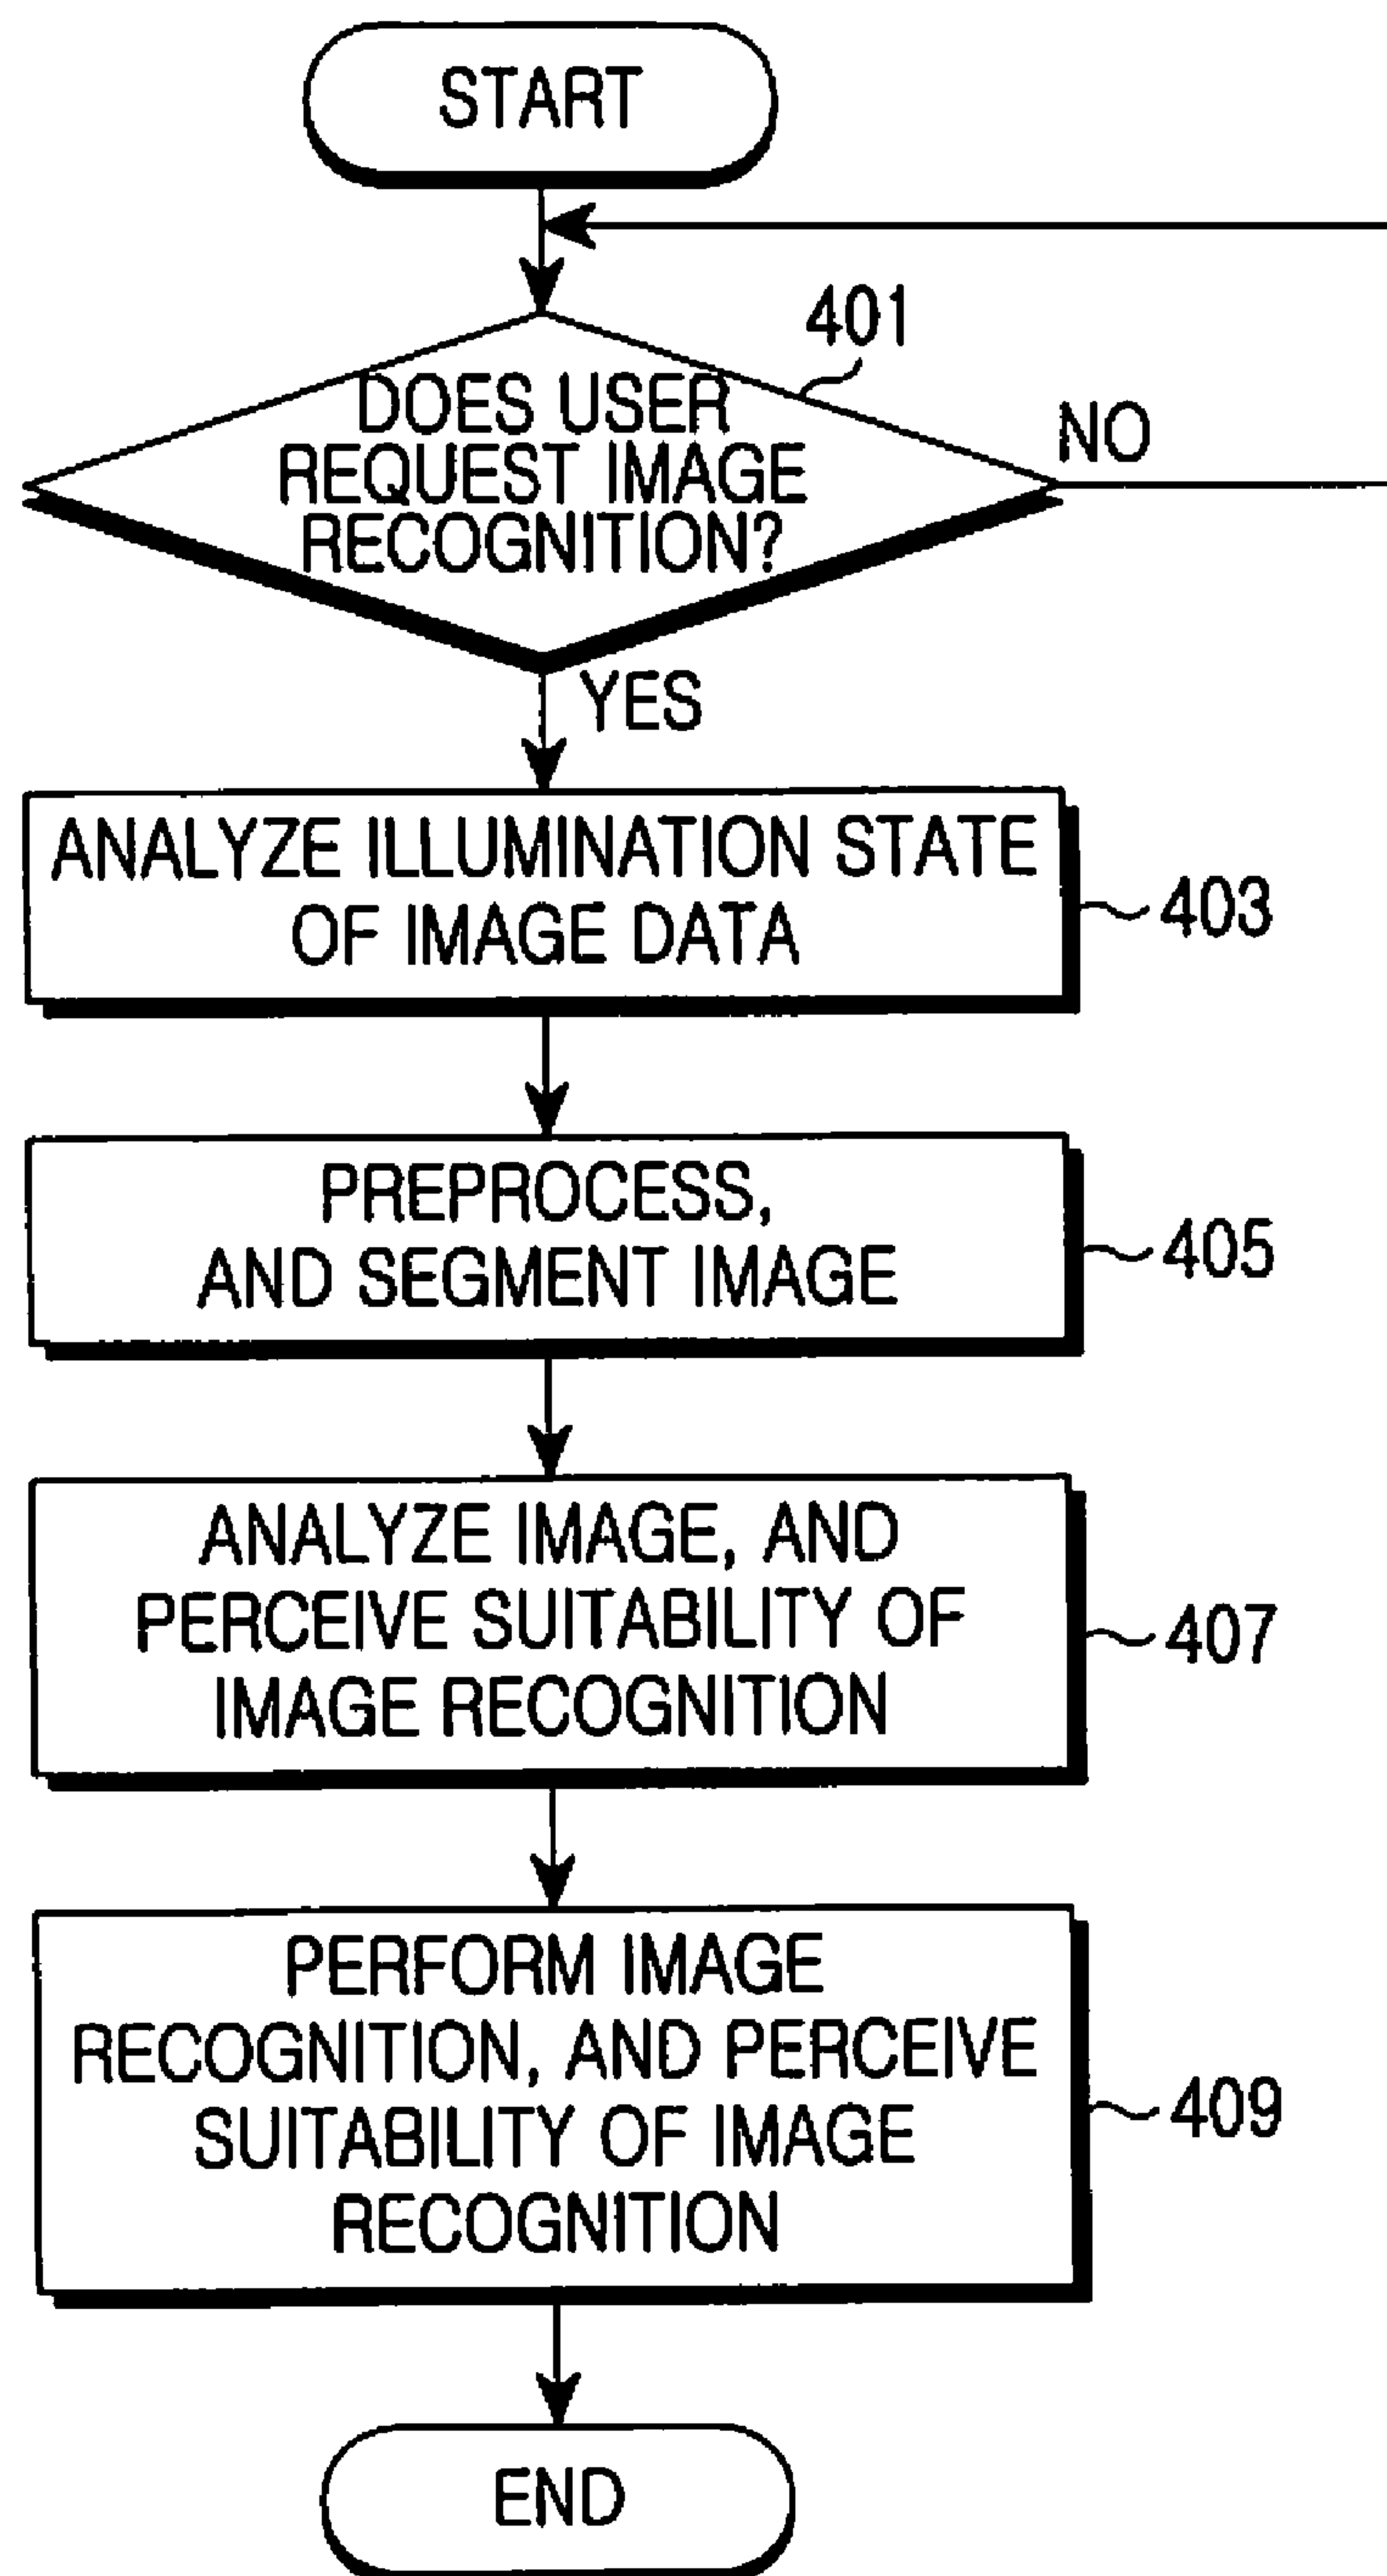 START
401
DOES USER
REQUEST IMAGE
RECOGNITION?
NO
YES
ANALYZE ILLUMINATION STATE
OF IMAGE DATA
403
PREPROCESS,
AND SEGMENT IMAGE
405
ANALYZE IMAGE, AND
PERCEIVE SUITABILITY OF
IMAGE RECOGNITION
407
PERFORM IMAGE
RECOGNITION, AND PERCEIVE
SUITABILITY OF IMAGE
RECOGNITION
409
END